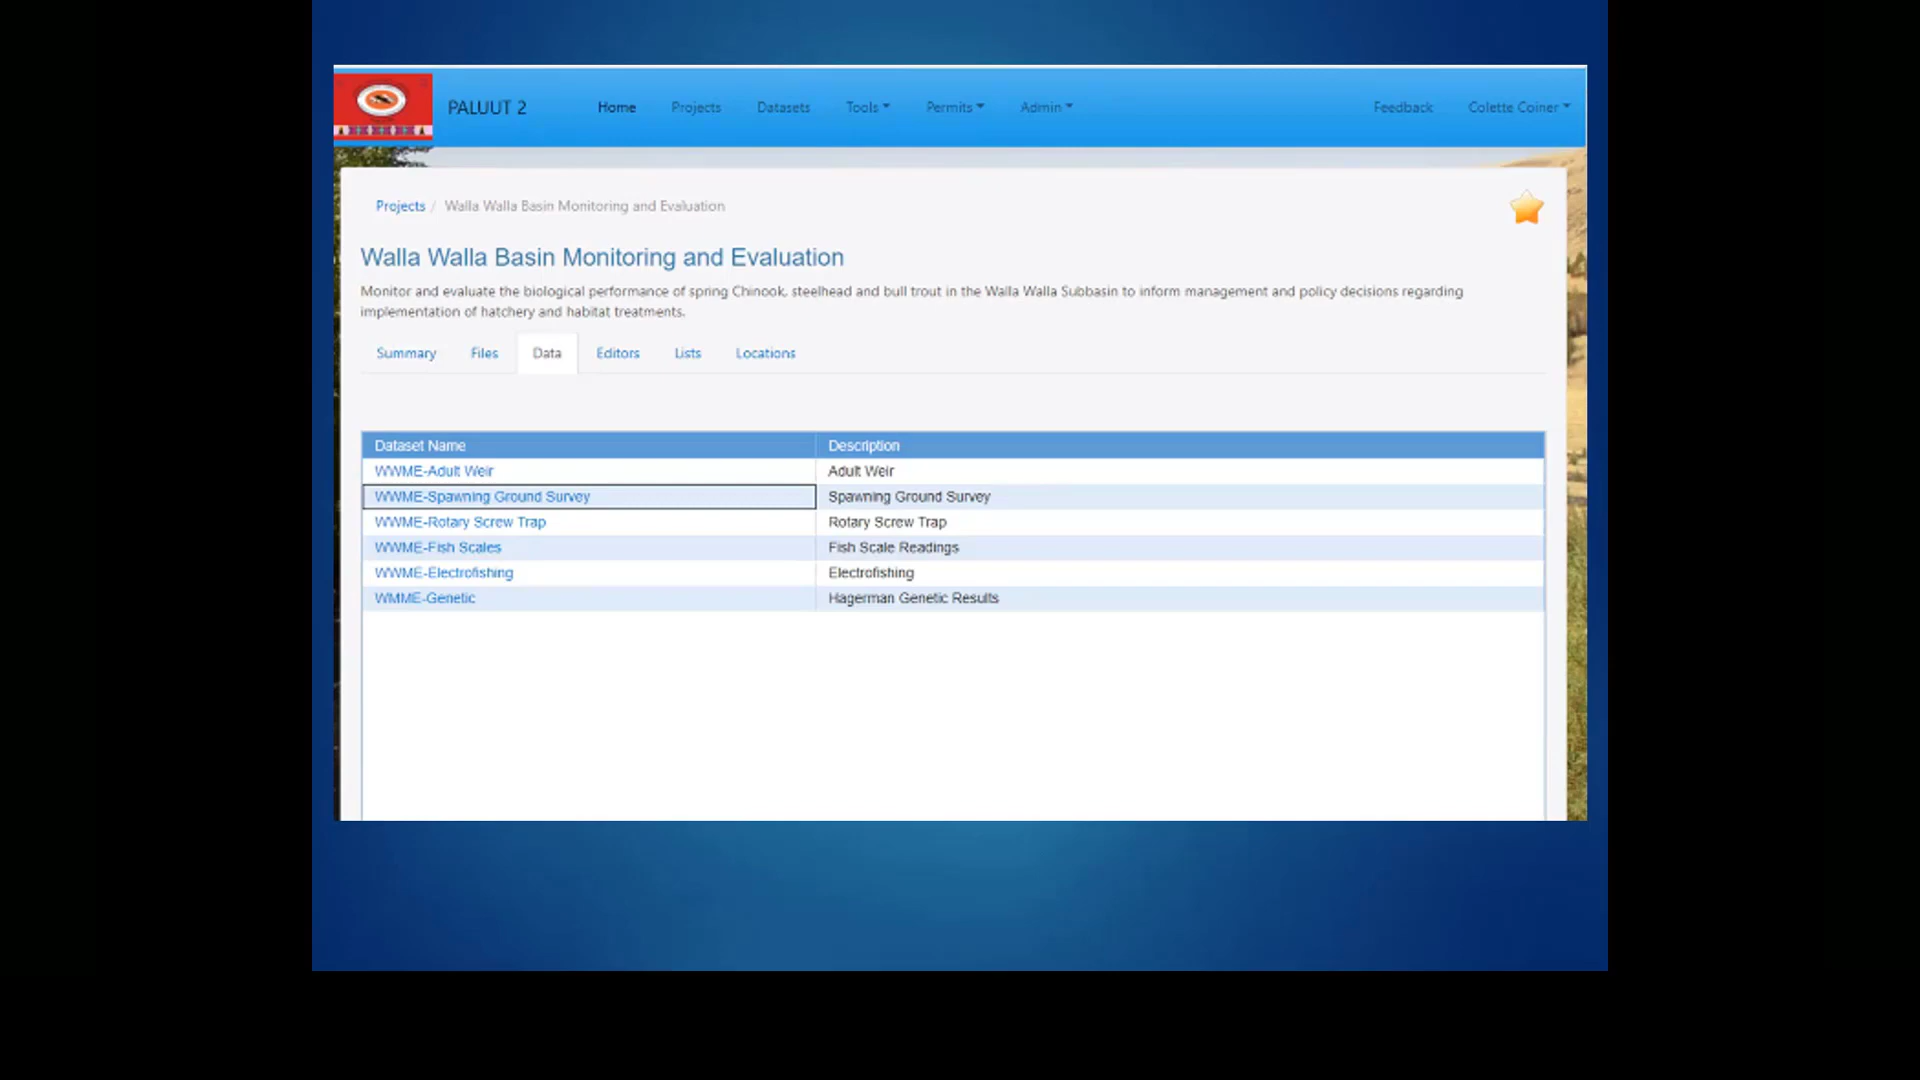 PALUUT 2 Home Projects Datasets Tools Permits Admin Feedback Colette Coiner
Projects / Walla Walla Basin Monitoring and Evaluation
Walla Walla Basin Monitoring and Evaluation
Monitor and evaluate the biological performance of spring Chinook, steelhead and bull trout in the Walla Walla Subbasin to inform management and policy decisions regarding
implementation of hatchery and habitat treatments.
Summary Files Data Editors Lists Locations
Dataset Name Description
WWME-Adult Weir Adult Weir
WWME-Spawning Ground Survey Spawning Ground Survey
WWME-Rotary Screw Trap Rotary Screw Trap
WWME-Fish Scales Fish Scale Readings
WWME-Electrofishing Electrofishing
WMME-Genetic Hagerman Genetic Results